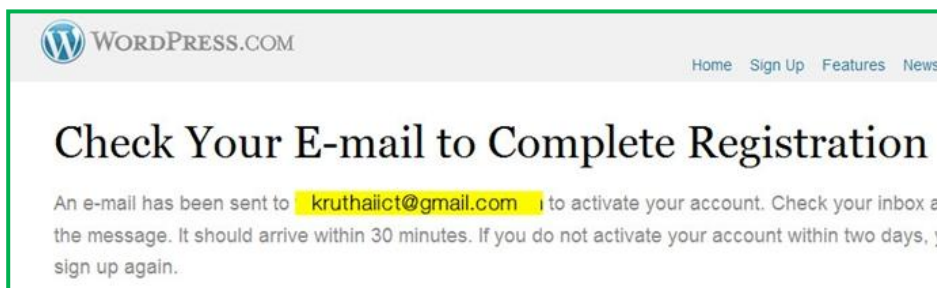 WORDPRESS.COM
Home Sign Up Features News
Check Your E-mail to Complete Registration
An e-mail has been sent to kruthaiict@gmail.com to activate your account. Check your inbox a
the message. It should arrive within 30 minutes. If you do not activate your account within two days,
sign up again.